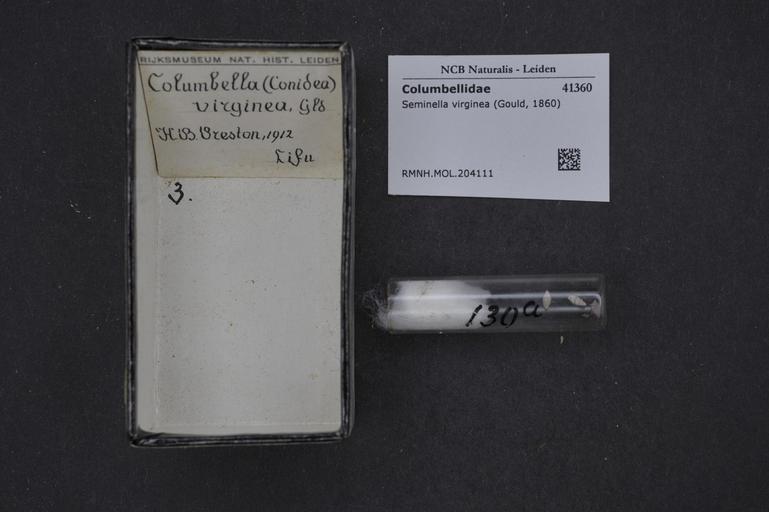 RIJKSMUSEUM NAT. HIST. LEIDEN
Columbella (Conidea)
virginea, Gld
H.B. Preston, 1912
Lifu
3.
NCB Naturalis - Leiden
Columbellidae 41360
Seminella virginea (Gould, 1860)
RMNH.MOL.204111
130a